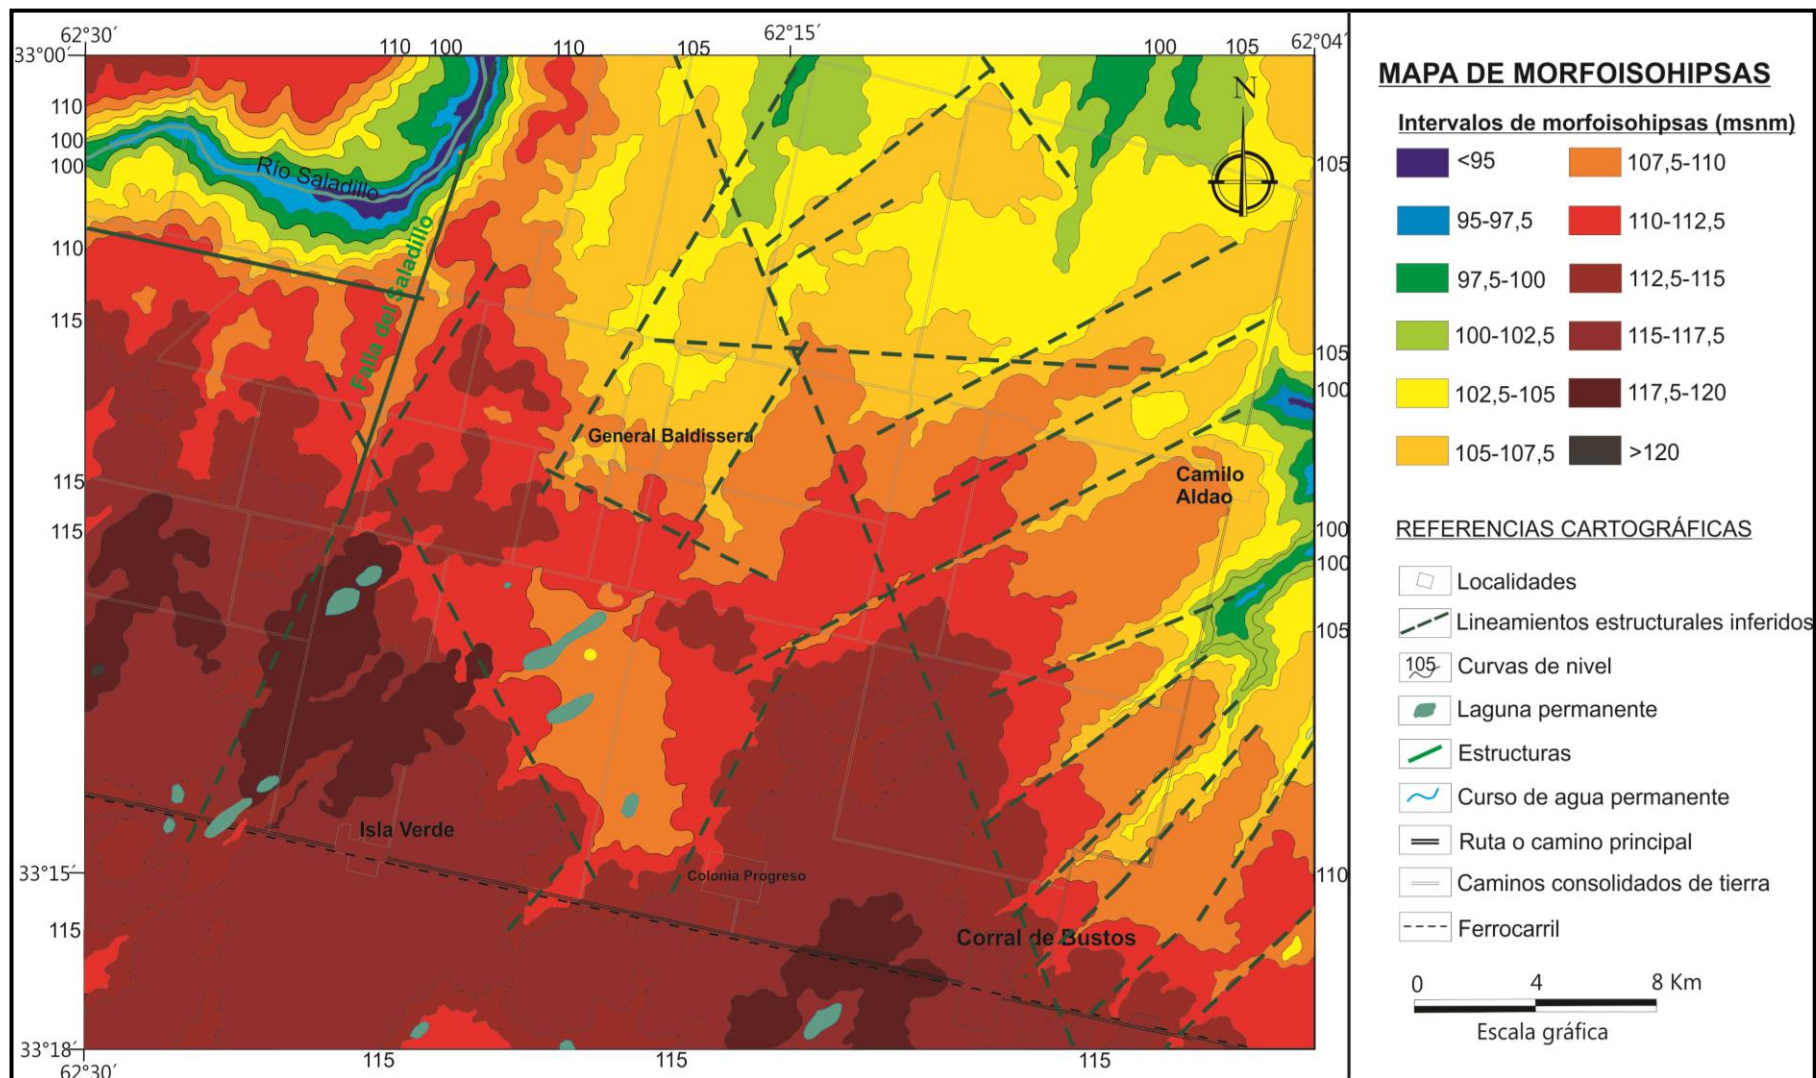 62°30´
62°15´
62°04´
110
100
110
105
100
105
33°00´
110
100
100
110
115
115
115
33°15´
115
33°18´
62°30´
115
115
115
105
105
100
100
100
105
110
N
Río Saladillo
Falla del Saladillo
General Baldissera
Camilo
Aldao
Isla Verde
Colonia Progreso
Corral de Bustos
MAPA DE MORFOISOHIPSAS
Intervalos de morfoisohipsas (msnm)
<95
95-97,5
97,5-100
100-102,5
102,5-105
105-107,5
107,5-110
110-112,5
112,5-115
115-117,5
117,5-120
>120
REFERENCIAS CARTOGRÁFICAS
Localidades
Lineamientos estructurales inferidos
105
Curvas de nivel
Laguna permanente
Estructuras
Curso de agua permanente
Ruta o camino principal
Caminos consolidados de tierra
Ferrocarril
0 4 8 Km
Escala gráfica